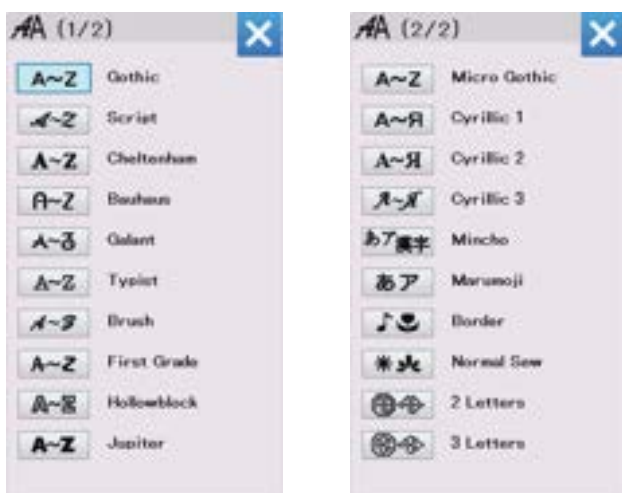 AA (1/2)
A~Z Gothic
A~Z Script
A~Z Cheltenham
A~Z Bauhaus
A~Z Galant
A~Z Typist
A~Z Brush
A~Z First Grade
A~Z Hollowblock
A~Z Jupiter
AA (2/2)
A~Z Micro Gothic
A~Я Cyrillic 1
A~Я Cyrillic 2
Я~Я Cyrillic 3
あア漢字 Mincho
あア Marumoji
Border
Normal Sew
2 Letters
3 Letters